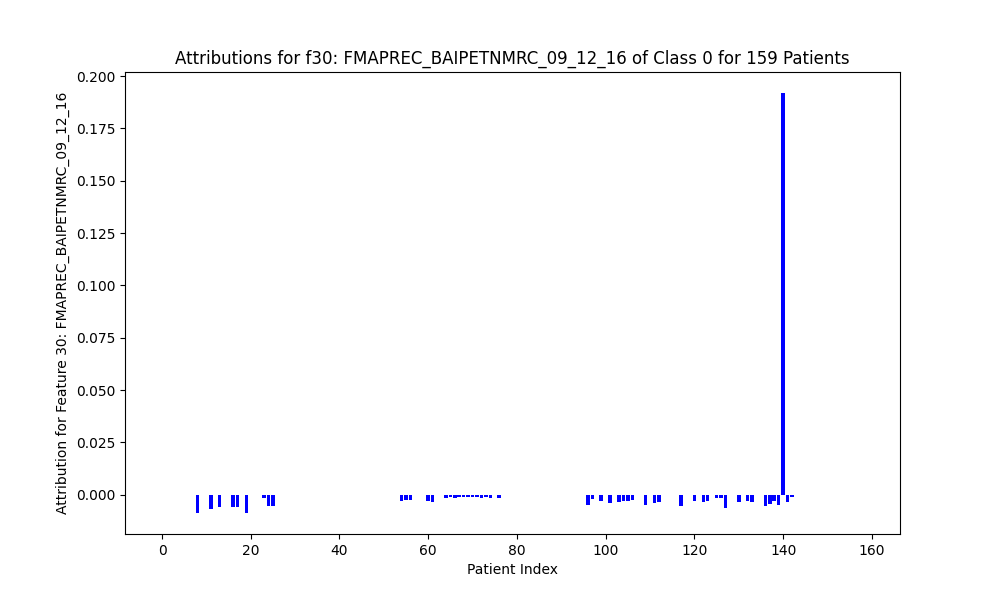 Attributions for f30: FMAPREC_BAIPETNMRC_09_12_16 of Class 0 for 159 Patients
Attribution for Feature 30: FMAPREC_BAIPETNMRC_09_12_16
0.200
0.175
0.150
0.125
0.100
0.075
0.050
0.025
0.000
0 20 40 60 80 100 120 140 160
Patient Index